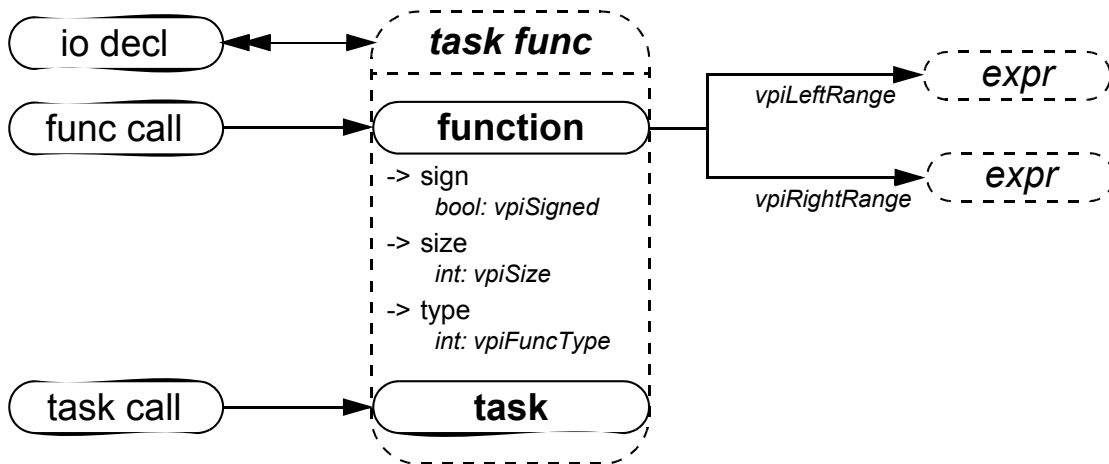 io decl
task func
func call
function
-> sign
bool: vpiSigned
-> size
int: vpiSize
-> type
int: vpiFuncType
task call
task
vpiLeftRange
expr
vpiRightRange
expr